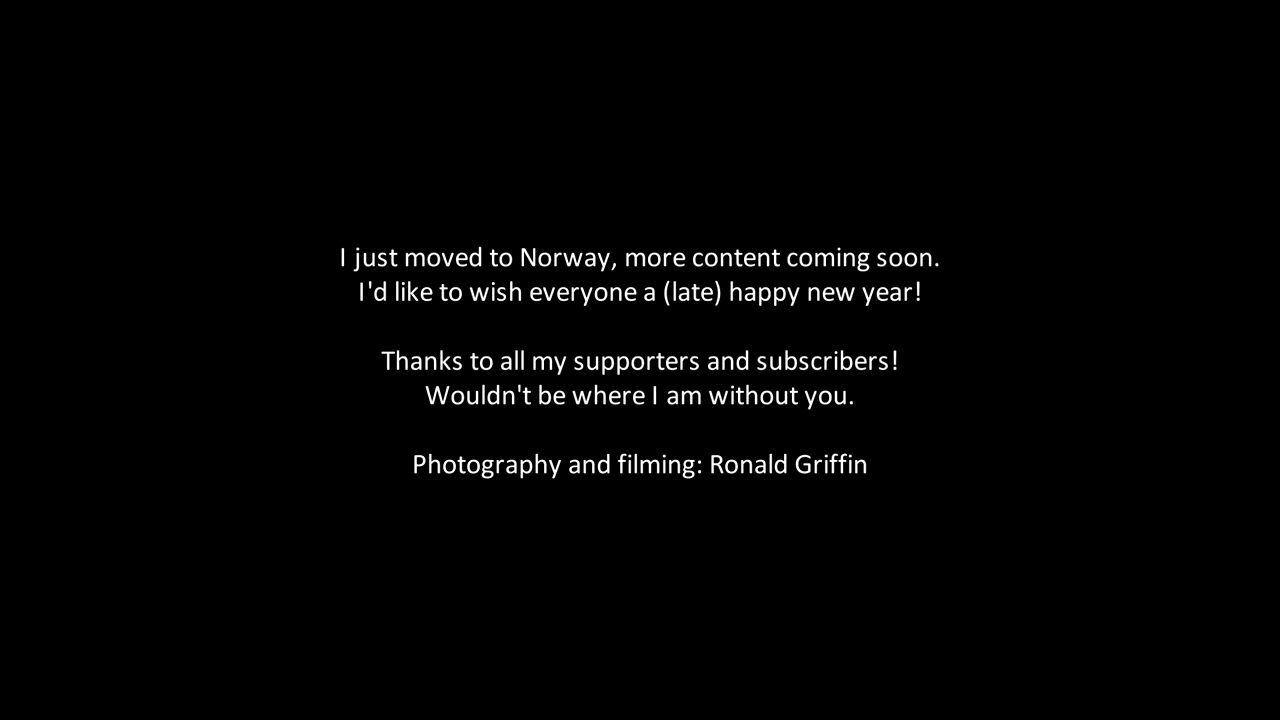 I just moved to Norway, more content coming soon.
I'd like to wish everyone a (late) happy new year!
Thanks to all my supporters and subscribers!
Wouldn't be where I am without you.
Photography and filming: Ronald Griffin